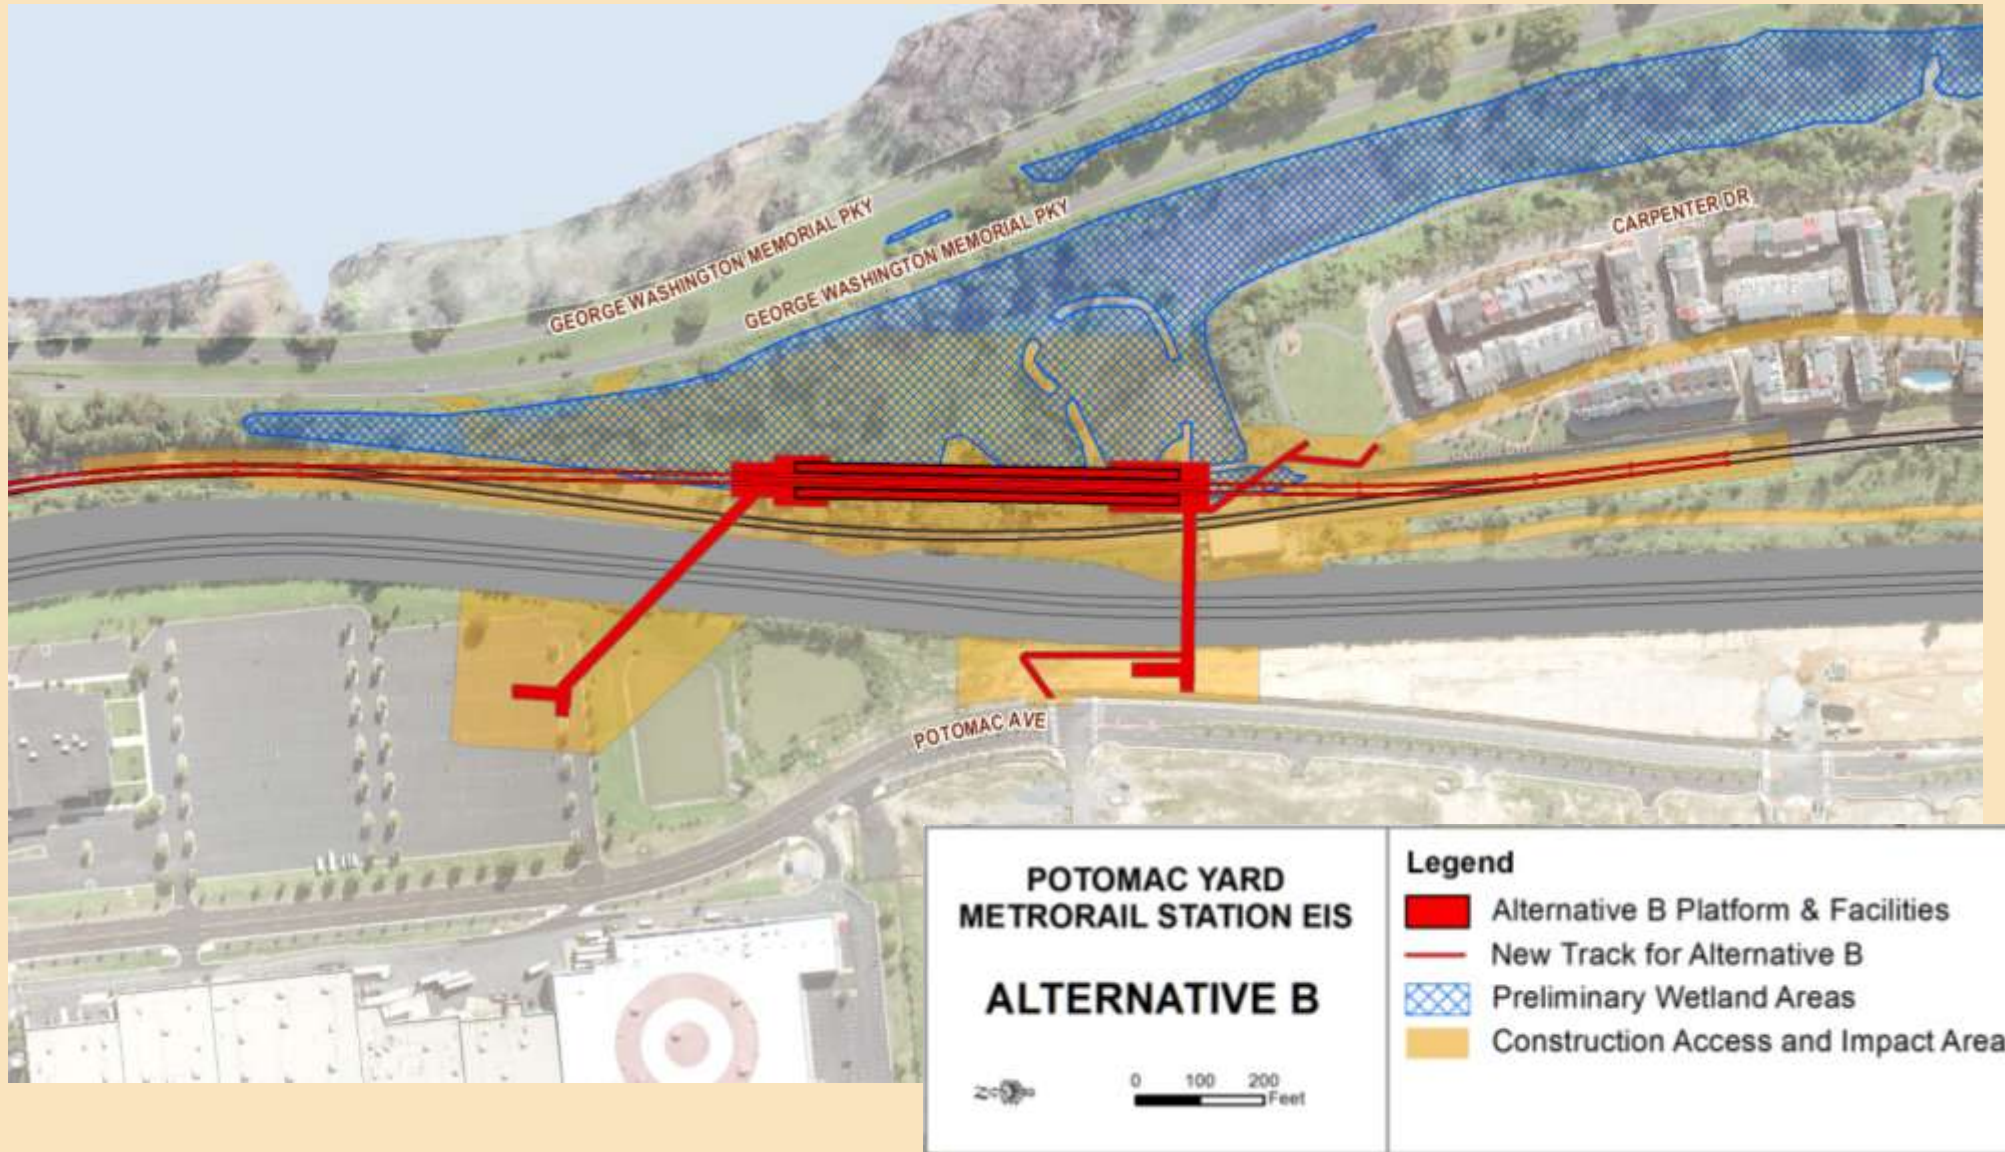 GEORGE WASHINGTON MEMORIAL PKY
GEORGE WASHINGTON MEMORIAL PKY
CARPENTER DR
POTOMAC AVE
POTOMAC YARD
METRORAIL STATION EIS
ALTERNATIVE B
0 100 200
Feet
Z
Legend
Alternative B Platform & Facilities
New Track for Alternative B
Preliminary Wetland Areas
Construction Access and Impact Area